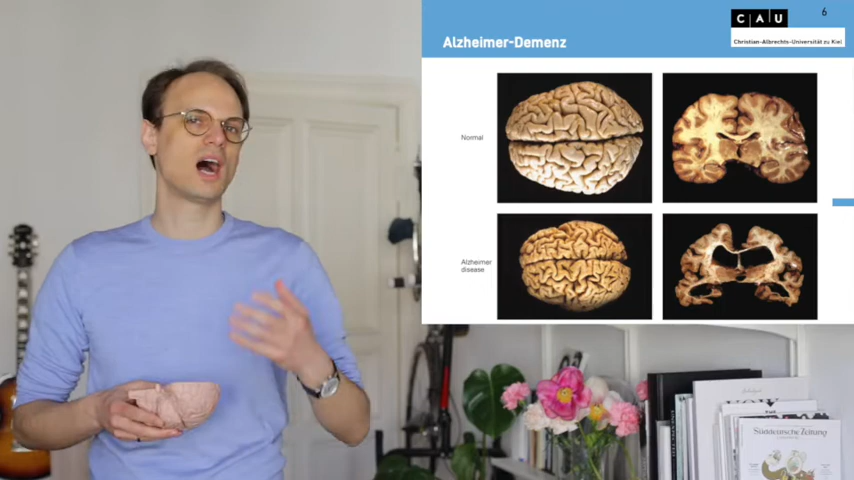 6
CAU
Christian-Albrechts-Universität zu Kiel
Alzheimer-Demenz
Normal
Alzheimer
disease
Süddeutsche Zeitung